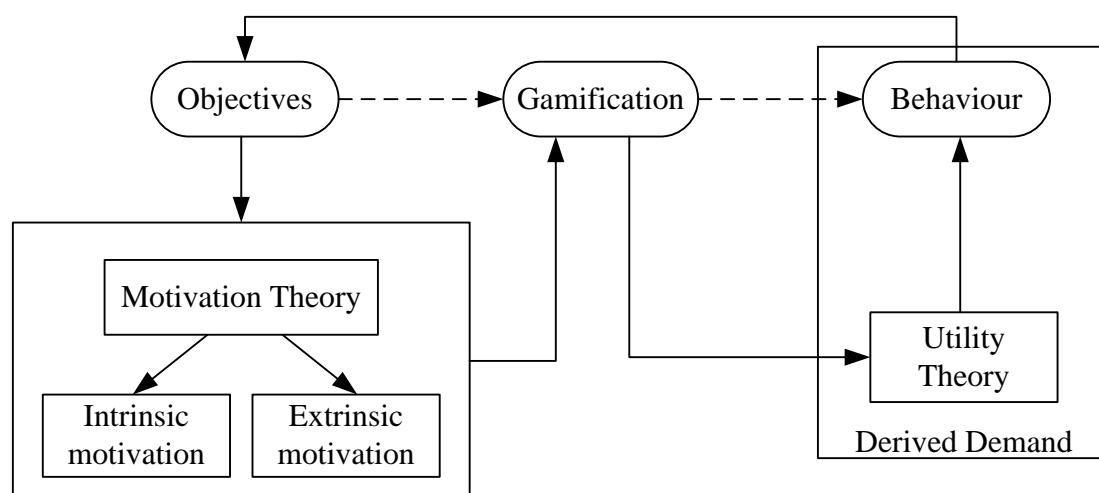 Objectives
Gamification
Behaviour
Motivation Theory
Intrinsic
motivation
Extrinsic
motivation
Utility
Theory
Derived Demand